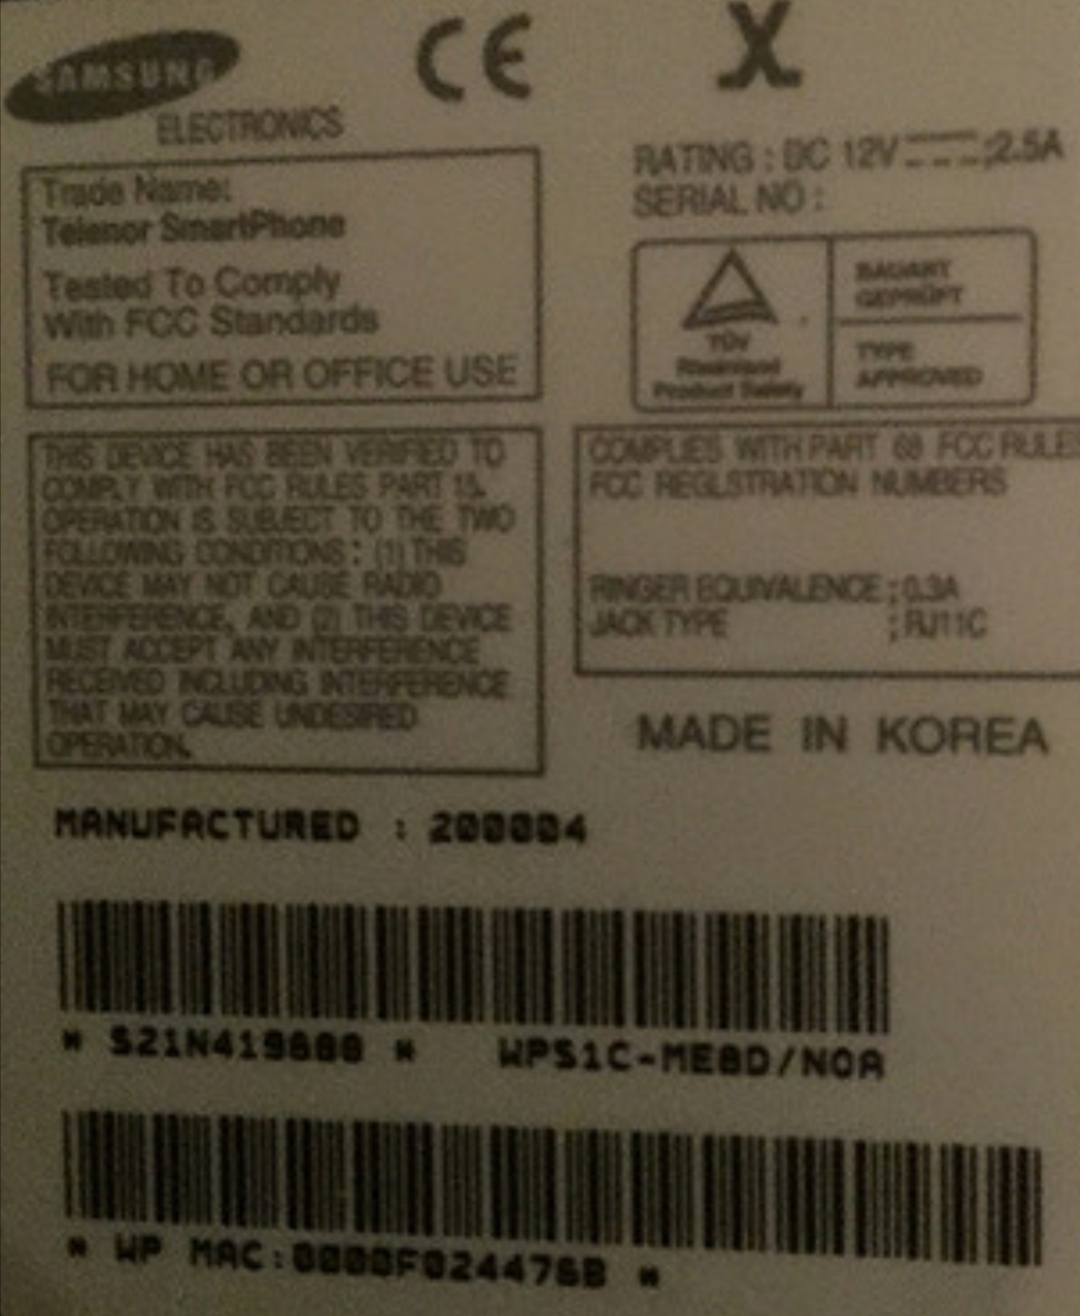 SAMSUNG
ELECTRONICS
CE
X
RATING : DC 12V ; 2.5A
SERIAL NO :
Trade Name:
Telenor SmartPhone
Tested To Comply
With FCC Standards
FOR HOME OR OFFICE USE
TÜV
Rheinland
Product Safety
BAUART
GEPRÜFT
TYPE
APPROVED
THIS DEVICE HAS BEEN VERIFIED TO
COMPLY WITH FCC RULES PART 15.
OPERATION IS SUBJECT TO THE TWO
FOLLOWING CONDITIONS : (1) THIS
DEVICE MAY NOT CAUSE RADIO
INTERFERENCE, AND (2) THIS DEVICE
MUST ACCEPT ANY INTERFERENCE
RECEIVED INCLUDING INTERFERENCE
THAT MAY CAUSE UNDESIRED
OPERATION.
COMPLIES WITH PART 68 FCC RULES
FCC REGLSTRATION NUMBERS
RINGER EQUIVALENCE : 0.3A
JACK TYPE : RJ11C
MADE IN KOREA
MANUFACTURED : 200004
* *
WPS1C-ME8D/NOR
* WP MAC:0000F024476B *